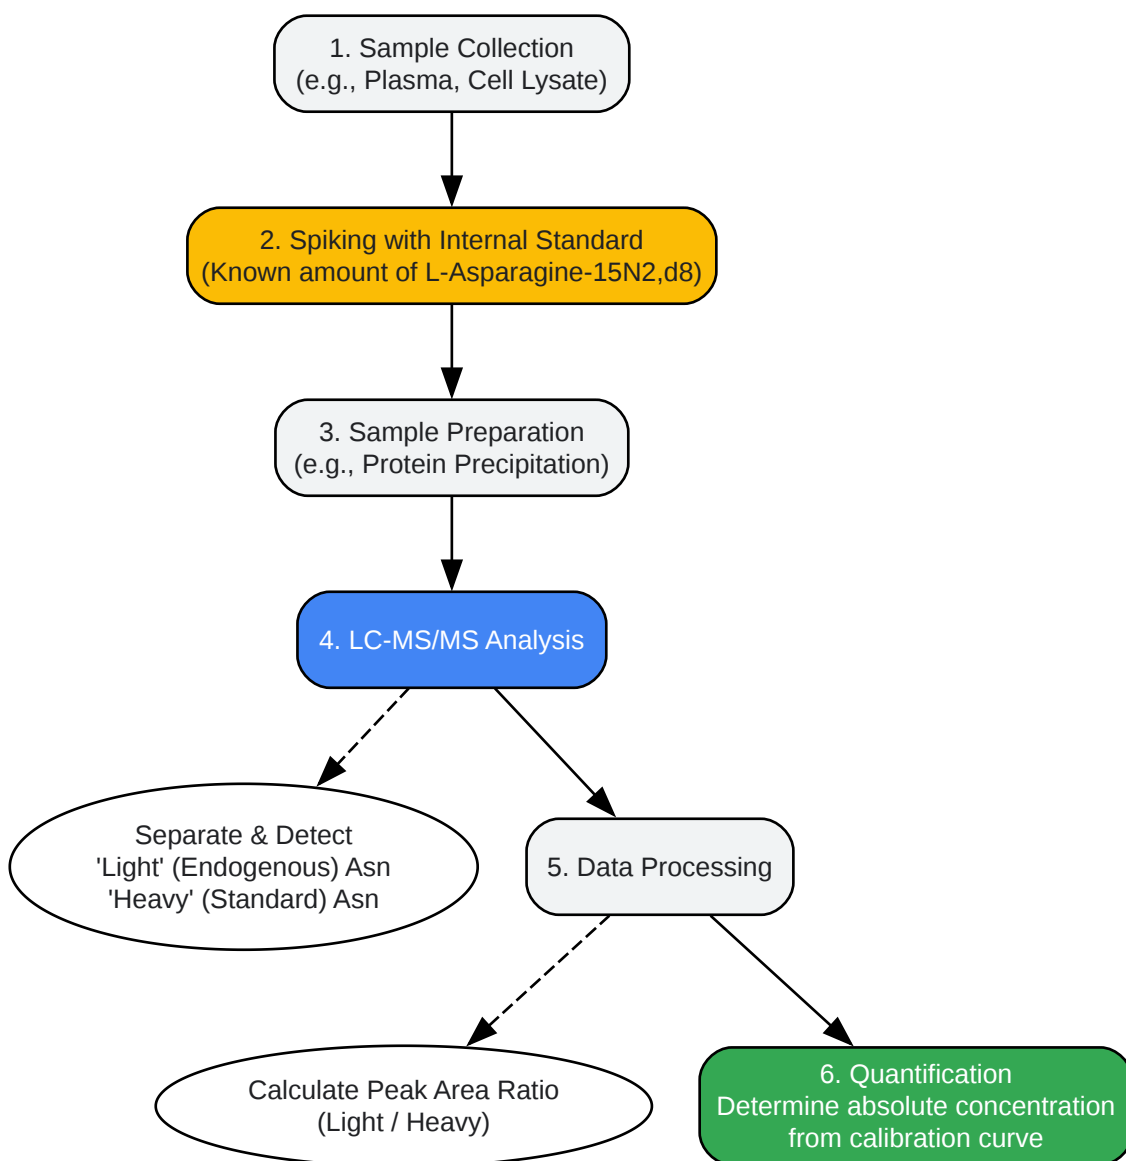 1. Sample Collection
(e.g., Plasma, Cell Lysate)
2. Spiking with Internal Standard
(Known amount of L-Asparagine-15N2,d8)
3. Sample Preparation
(e.g., Protein Precipitation)
4. LC-MS/MS Analysis
Separate & Detect
'Light' (Endogenous) Asn
'Heavy' (Standard) Asn
5. Data Processing
Calculate Peak Area Ratio
(Light / Heavy)
6. Quantification
Determine absolute concentration
from calibration curve